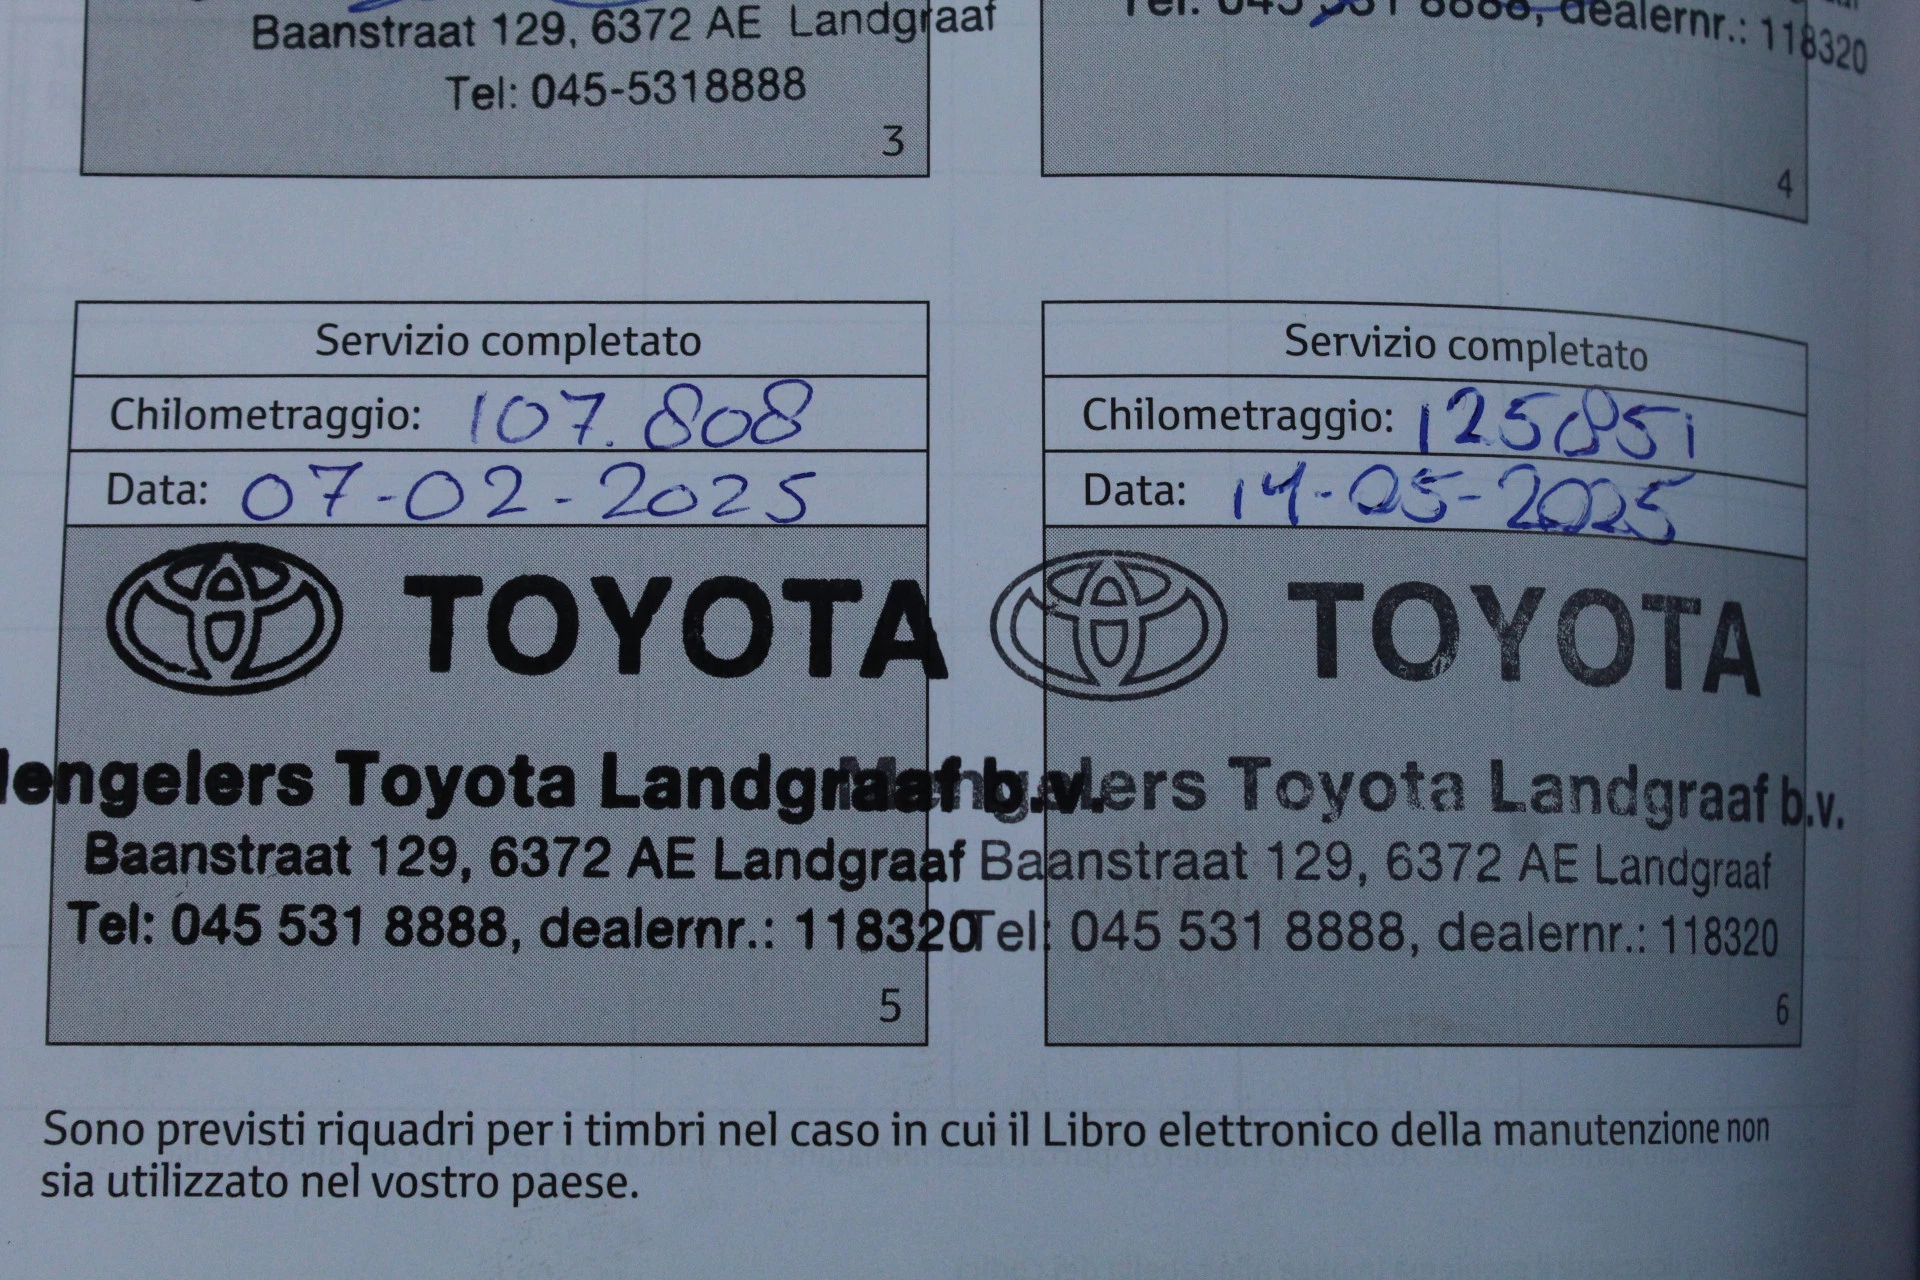 Baanstraat 129, 6372 AE Landgraaf
Tel: 045-5318888
3
Tel: 045 531 8888, dealernr.: 118320
4
Servizio completato
Chilometraggio: 107.808
Data: 07-02-2025
TOYOTA
engelers Toyota Landgraaf b.v.
Baanstraat 129, 6372 AE Landgraaf
Tel: 045 531 8888, dealernr.: 118320
5
Servizio completato
Chilometraggio: 125851
Data: 14-05-2025
TOYOTA
Mengelers Toyota Landgraaf b.v.
Baanstraat 129, 6372 AE Landgraaf
Tel: 045 531 8888, dealernr.: 118320
6
Sono previsti riquadri per i timbri nel caso in cui il Libro elettronico della manutenzione non
sia utilizzato nel vostro paese.